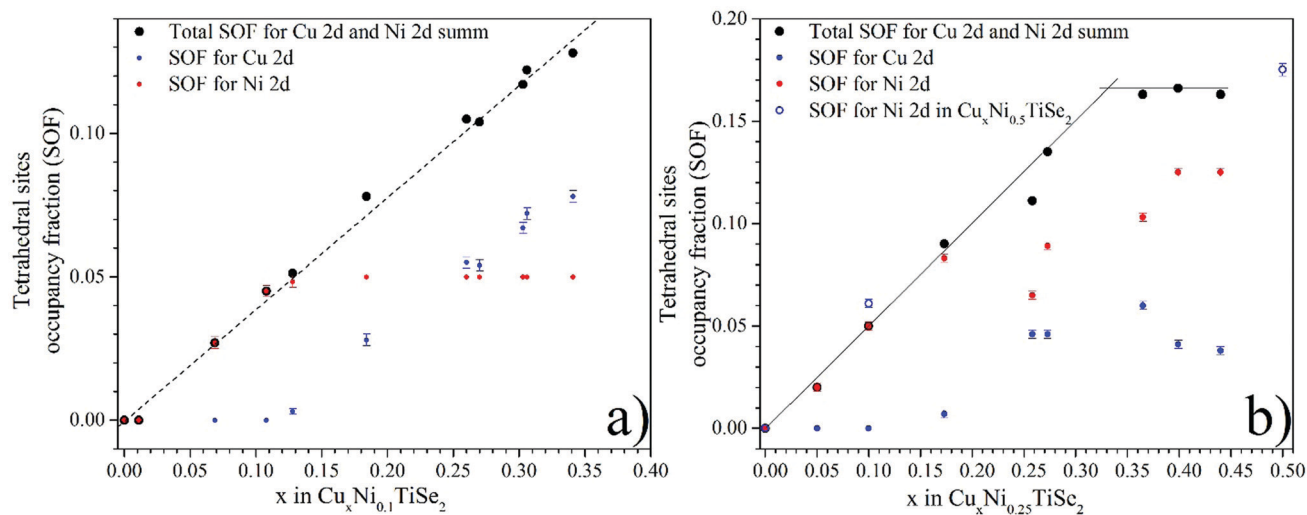 Total SOF for Cu 2d and Ni 2d summ
SOF for Cu 2d
SOF for Ni 2d
0.10
0.05
0.00
Tetrahedral sites
occupancy fraction (SOF)
0.00 0.05 0.10 0.15 0.20 0.25 0.30 0.35 0.40
x in CuₓNi₀.₁TiSe₂
a)
Total SOF for Cu 2d and Ni 2d summ
SOF for Cu 2d
SOF for Ni 2d
SOF for Ni 2d in CuₓNi₀.₅TiSe₂
0.20
0.15
0.10
0.05
0.00
Tetrahedral sites
occupancy fraction (SOF)
0.00 0.05 0.10 0.15 0.20 0.25 0.30 0.35 0.40 0.45 0.50
x in CuₓNi₀.₂₅TiSe₂
b)